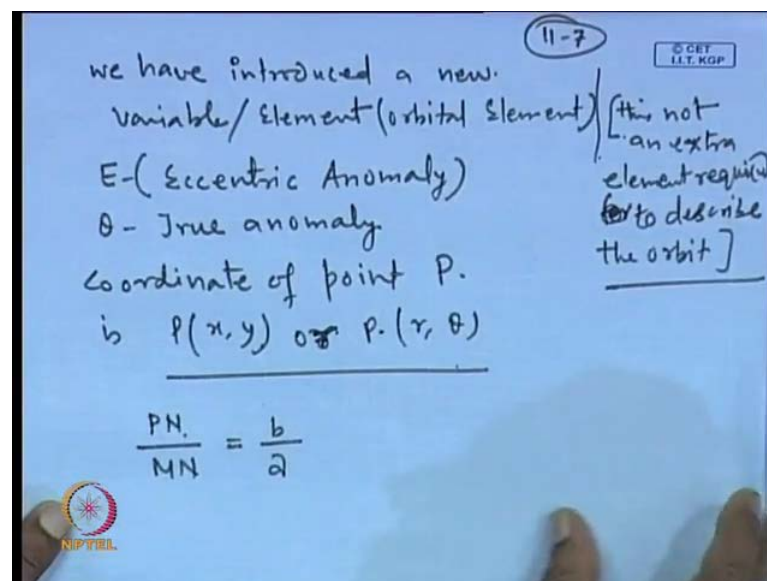 11-7
© CET
I.I.T. KGP
we have introduced a new.
variable/ Element (orbital Element)
[this not
an extra
element requi
to describe
the orbit]
E-( Eccentric Anomaly)
θ - True anomaly.
coordinate of point P.
is P(x, y) or P.(r, θ)
PN. / MN = b / a
NPTEL